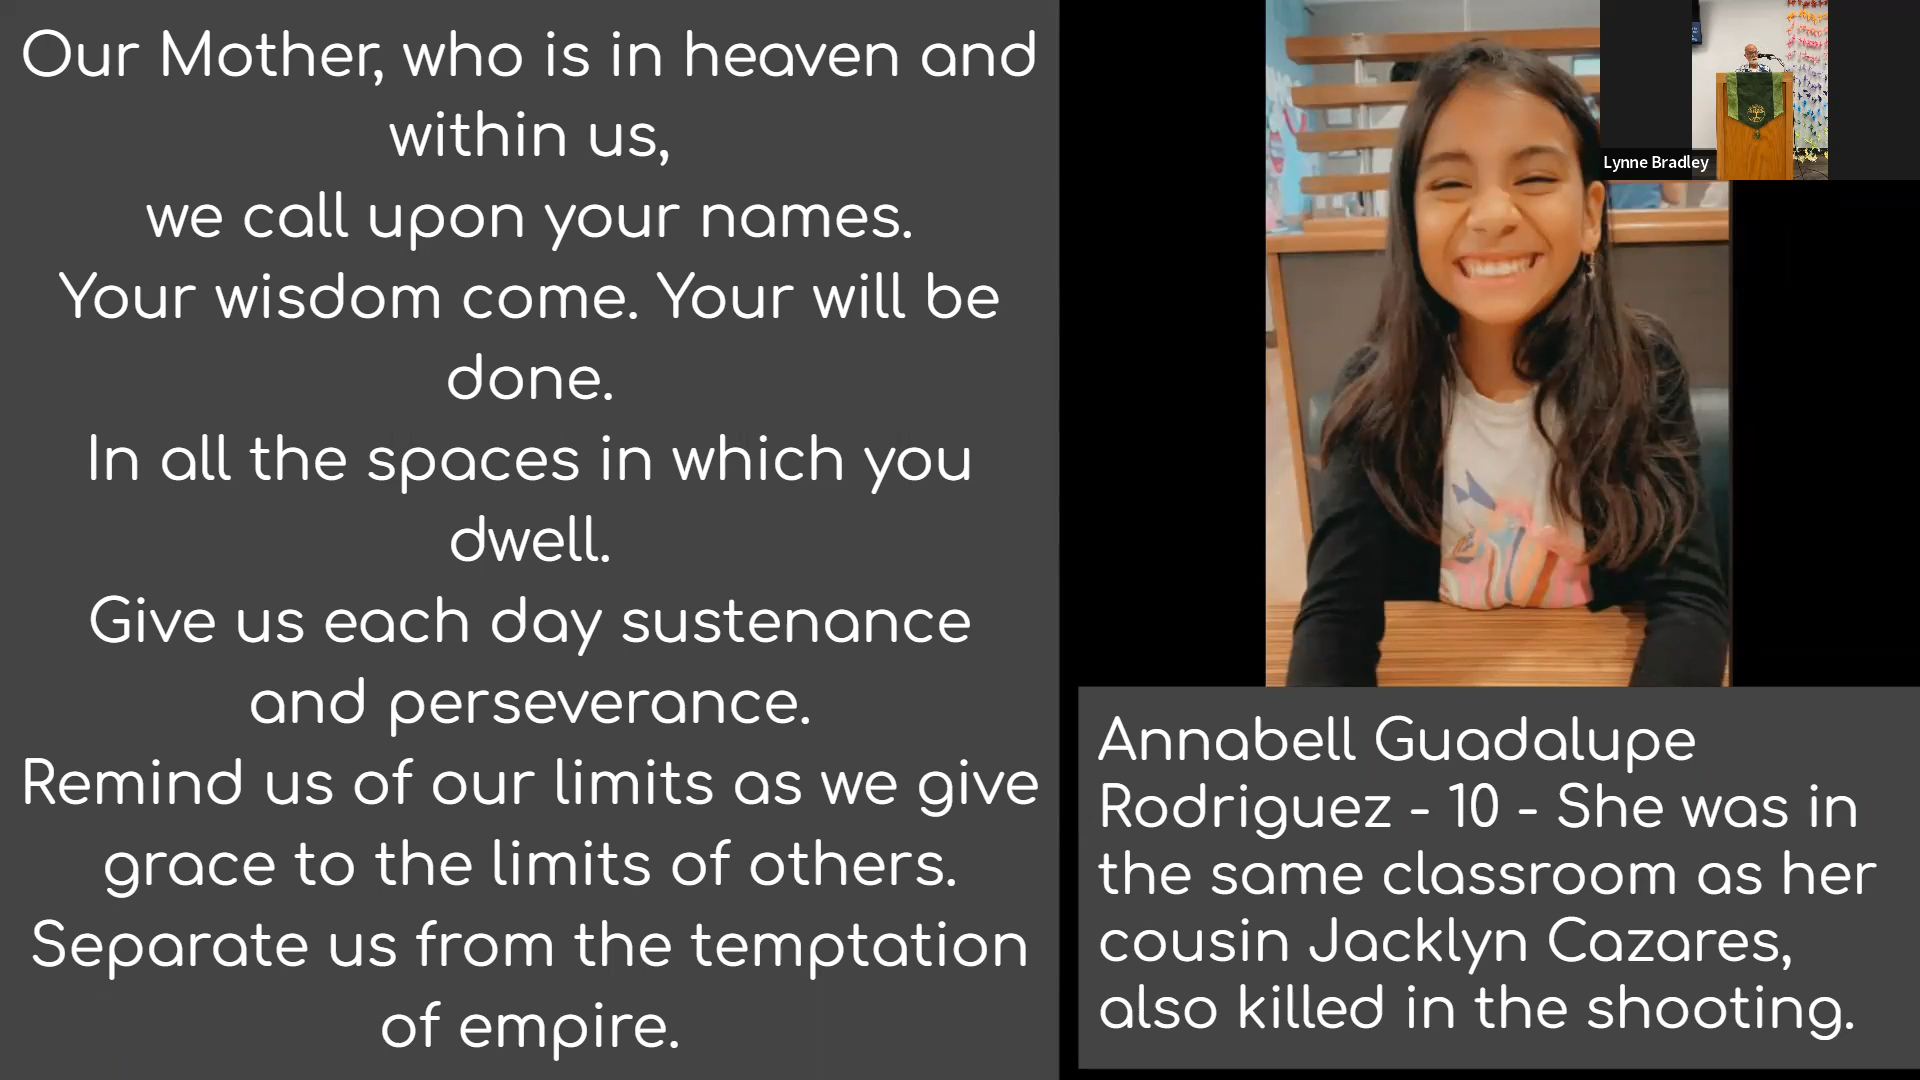 Our Mother, who is in heaven and
within us,
we call upon your names.
Your wisdom come. Your will be
done.
In all the spaces in which you
dwell.
Give us each day sustenance
and perseverance.
Remind us of our limits as we give
grace to the limits of others.
Separate us from the temptation
of empire.
Lynne Bradley
Annabell Guadalupe
Rodriguez - 10 - She was in
the same classroom as her
cousin Jacklyn Cazares,
also killed in the shooting.